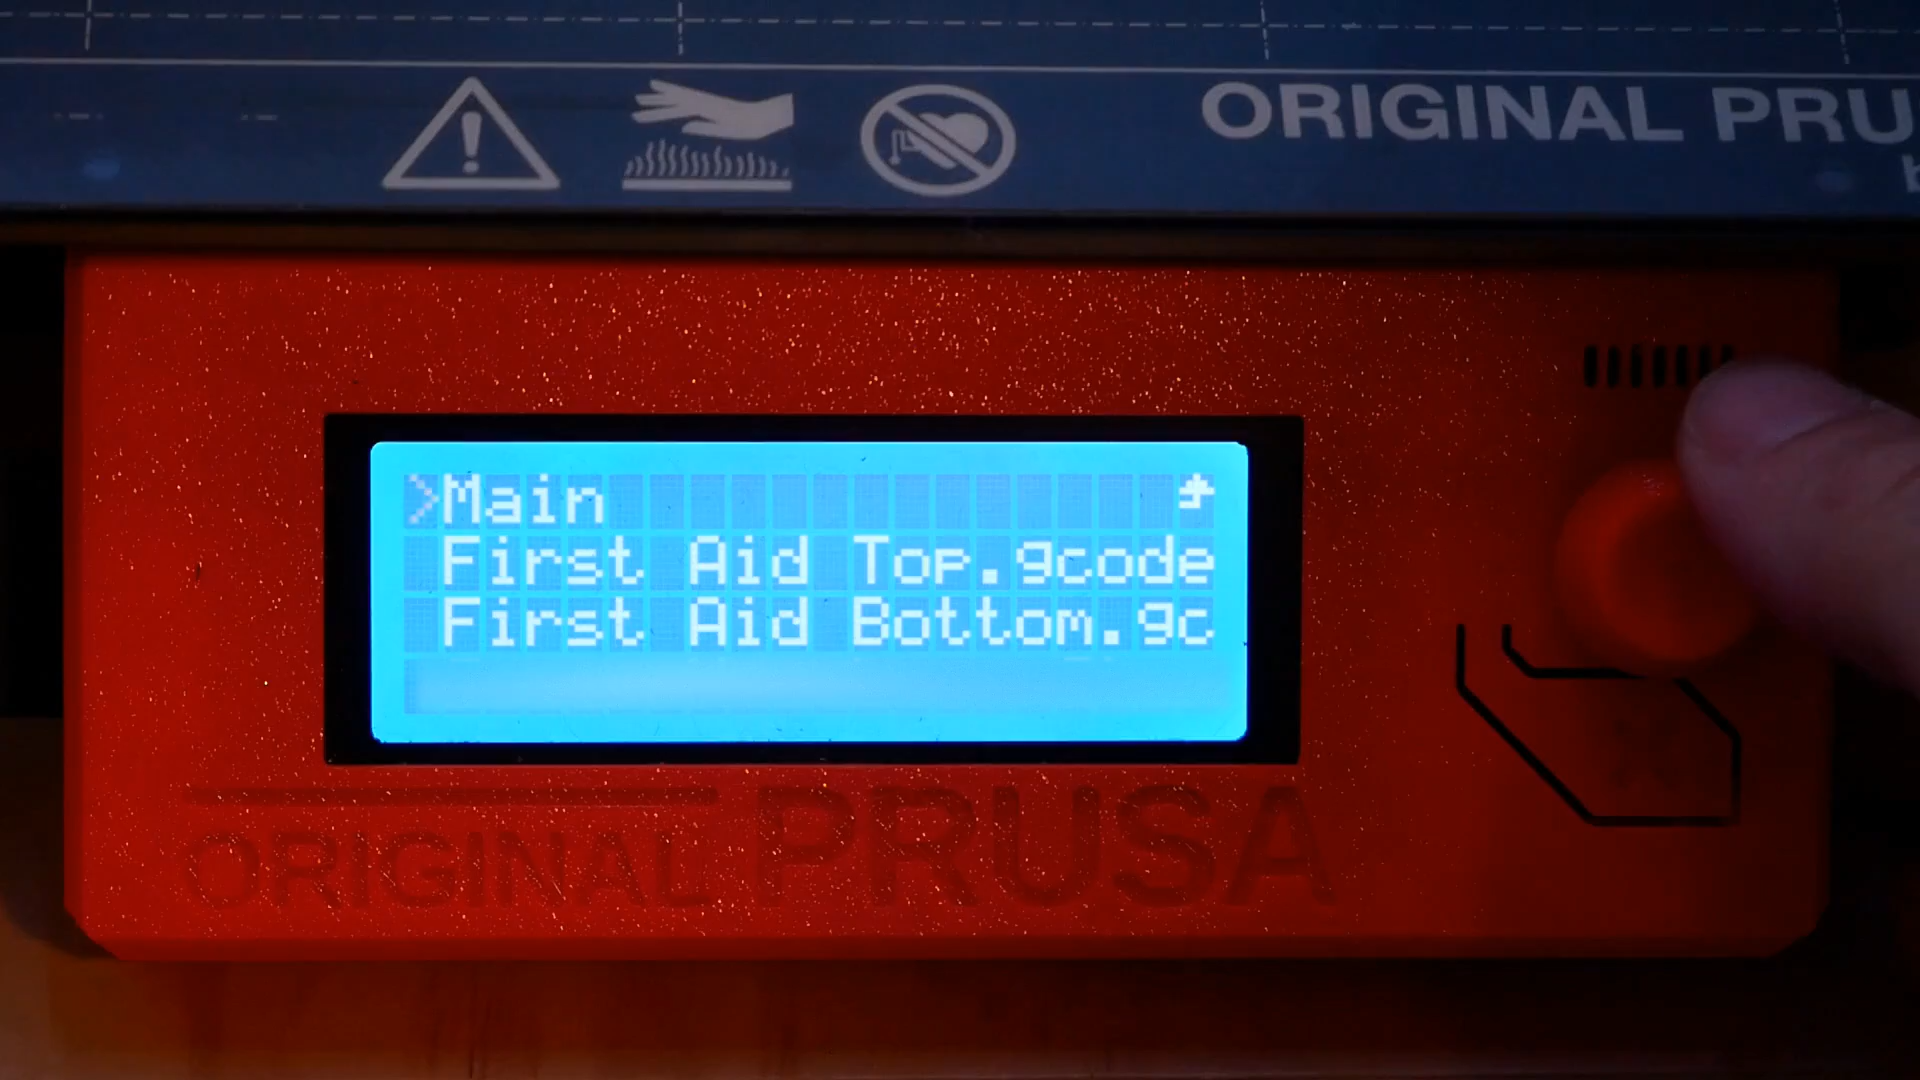 ORIGINAL PRU
b
>Main
First Aid Top.gcode
First Aid Bottom.gc
ORIGINAL PRUSA